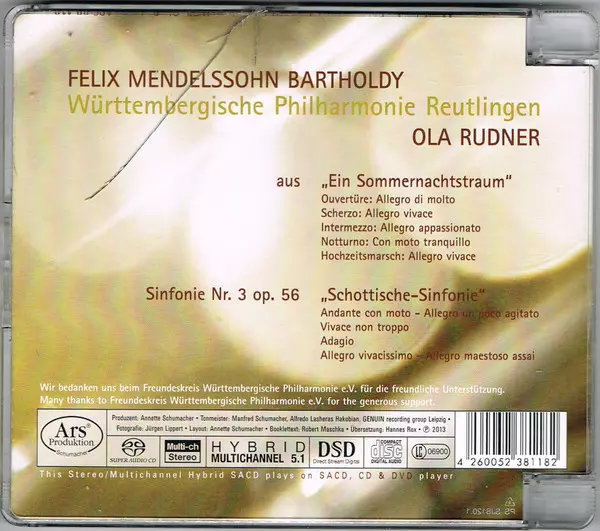 FELIX MENDELSSOHN BARTHOLDY
Württembergische Philharmonie Reutlingen
OLA RUDNER
aus „Ein Sommernachtstraum“
Ouvertüre: Allegro di molto
Scherzo: Allegro vivace
Intermezzo: Allegro appassionato
Notturno: Con moto tranquillo
Hochzeitsmarsch: Allegro vivace
Sinfonie Nr. 3 op. 56 „Schottische-Sinfonie“
Andante con moto – Allegro un poco agitato
Vivace non troppo
Adagio
Allegro vivacissimo – Allegro maestoso assai
Wir bedanken uns beim Freundeskreis Württembergische Philharmonie e.V. für die freundliche Unterstützung.
Many thanks to Freundeskreis Württembergische Philharmonie e.V. for the generous support.
Produzent: Annette Schumacher • Tonmeister: Manfred Schumacher, Alfredo Lasheras Hakobian, GENUIN recording group Leipzig •
Fotografie: Jürgen Lippert • Layout: Annette Schumacher • Booklettext: Robert Maschka • Übersetzung: Hannes Rox • Ⓟ 2013
Ars
Produktion
Schumacher
SUPER AUDIO CD
Multi-ch
Stereo
HYBRID
MULTICHANNEL 5.1
DSD
Direct Stream Digital
COMPACT
disc
DIGITAL AUDIO
LC 06900
4 260052 381182
This Stereo/Multichannel Hybrid SACD plays on SACD, CD & DVD player